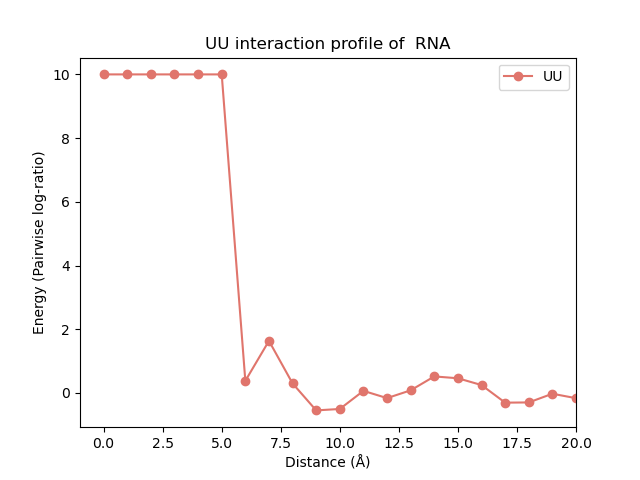 UU interaction profile of  RNA
UU
Energy (Pairwise log-ratio)
10
8
6
4
2
0
0.0 2.5 5.0 7.5 10.0 12.5 15.0 17.5 20.0
Distance (Å)